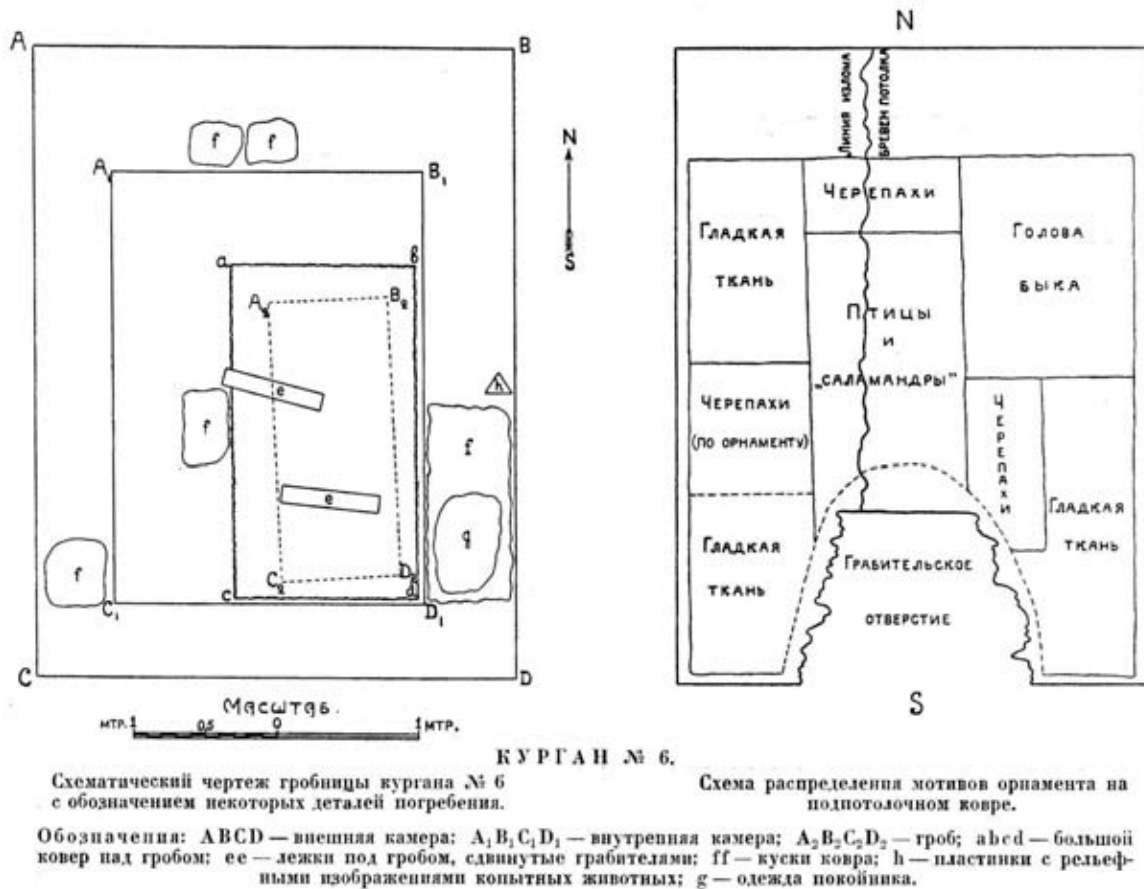 A
B
f
f
N
S
A₁
B₁
a
b
A₂
B₂
e
h
f
f
e
g
f
C₂
D₂
c
d
C₁
D₁
C
D
Масштаб.
МТР. 1
0,5
0
1 МТР.
N
ЛИНИЯ ИЗЛОМА
БРЕВЕН ПОТОЛКА
ЧЕРЕПАХИ
ГЛАДКАЯ
ТКАНЬ
ГОЛОВА
БЫКА
ПТИЦЫ
И
„САЛАМАНДРЫ"
ЧЕРЕПАХИ
(ПО ОРНАМЕНТУ)
ЧЕРЕПАХИ
ГЛАДКАЯ
ТКАНЬ
ГЛАДКАЯ
ТКАНЬ
ГРАБИТЕЛЬСКОЕ
ОТВЕРСТИЕ
S
КУРГАН № 6.
Схематический чертеж гробницы кургана № 6
с обозначением некоторых деталей погребения.
Схема распределения мотивов орнамента на
подпотолочном ковре.
Обозначения: ABCD — внешняя камера; A₁B₁C₁D₁ — внутренняя камера; A₂B₂C₂D₂ — гроб; abcd — большой
ковер над гробом; ee — лежки под гробом, сдвинутые грабителями; ff — куски ковра; h — пластинки с рельеф-
ными изображениями копытных животных; g — одежда покойника.